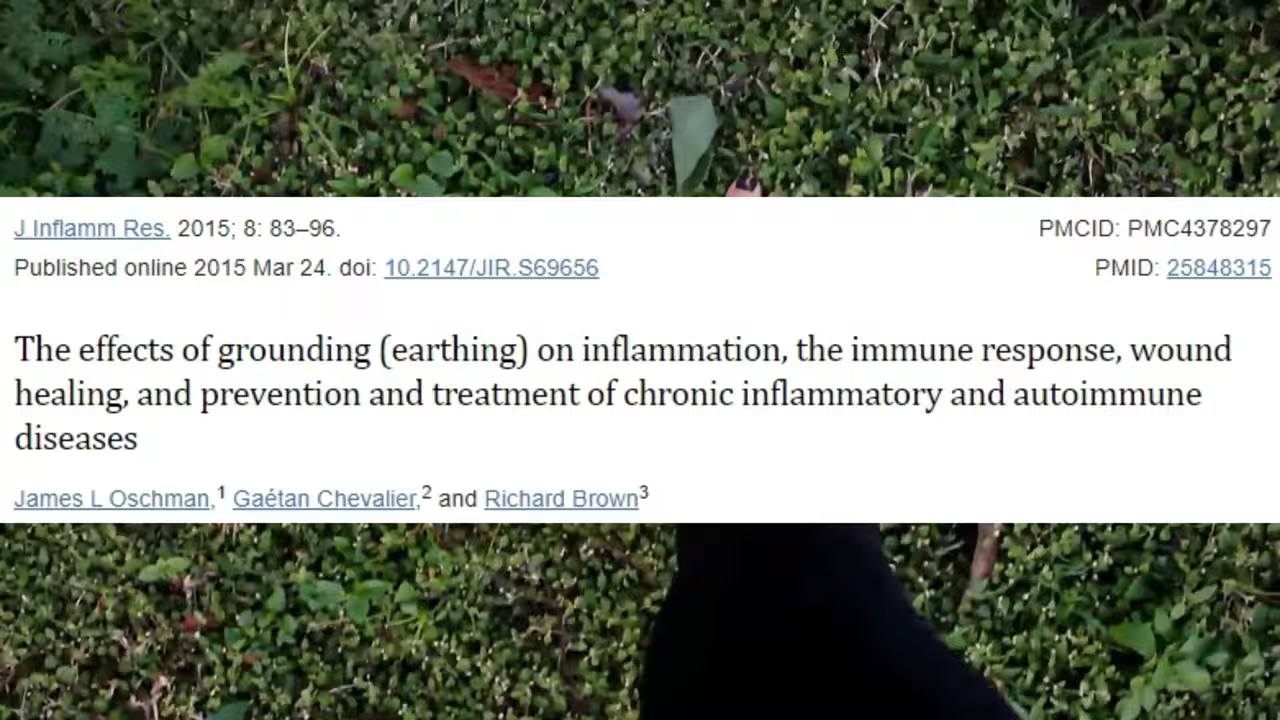 J Inflamm Res. 2015; 8: 83–96.
PMCID: PMC4378297
Published online 2015 Mar 24. doi: 10.2147/JIR.S69656
PMID: 25848315
The effects of grounding (earthing) on inflammation, the immune response, wound
healing, and prevention and treatment of chronic inflammatory and autoimmune
diseases
James L Oschman,1 Gaétan Chevalier,2 and Richard Brown3